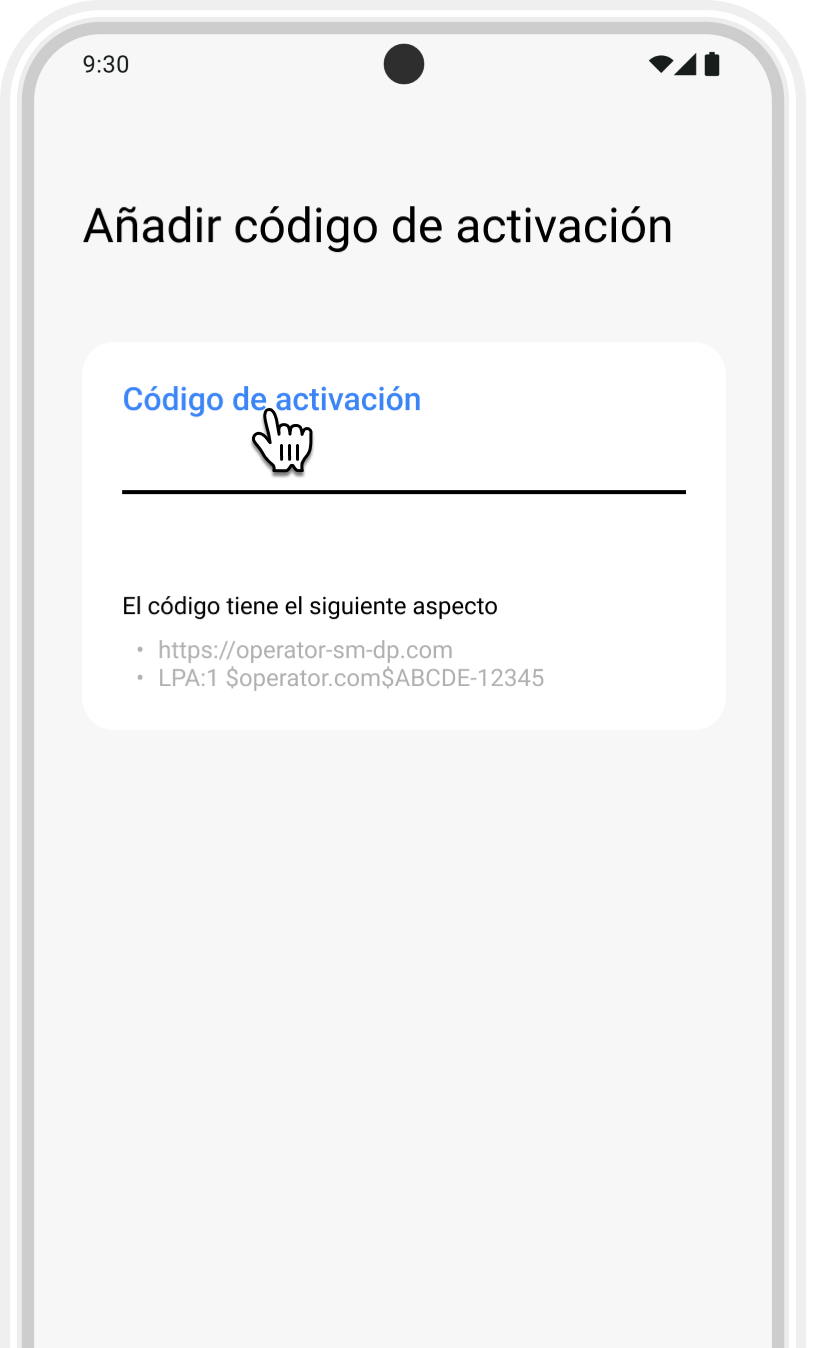 9:30
Añadir código de activación
Código de activación
El código tiene el siguiente aspecto
• https://operator-sm-dp.com
• LPA:1 $operator.com$ABCDE-12345